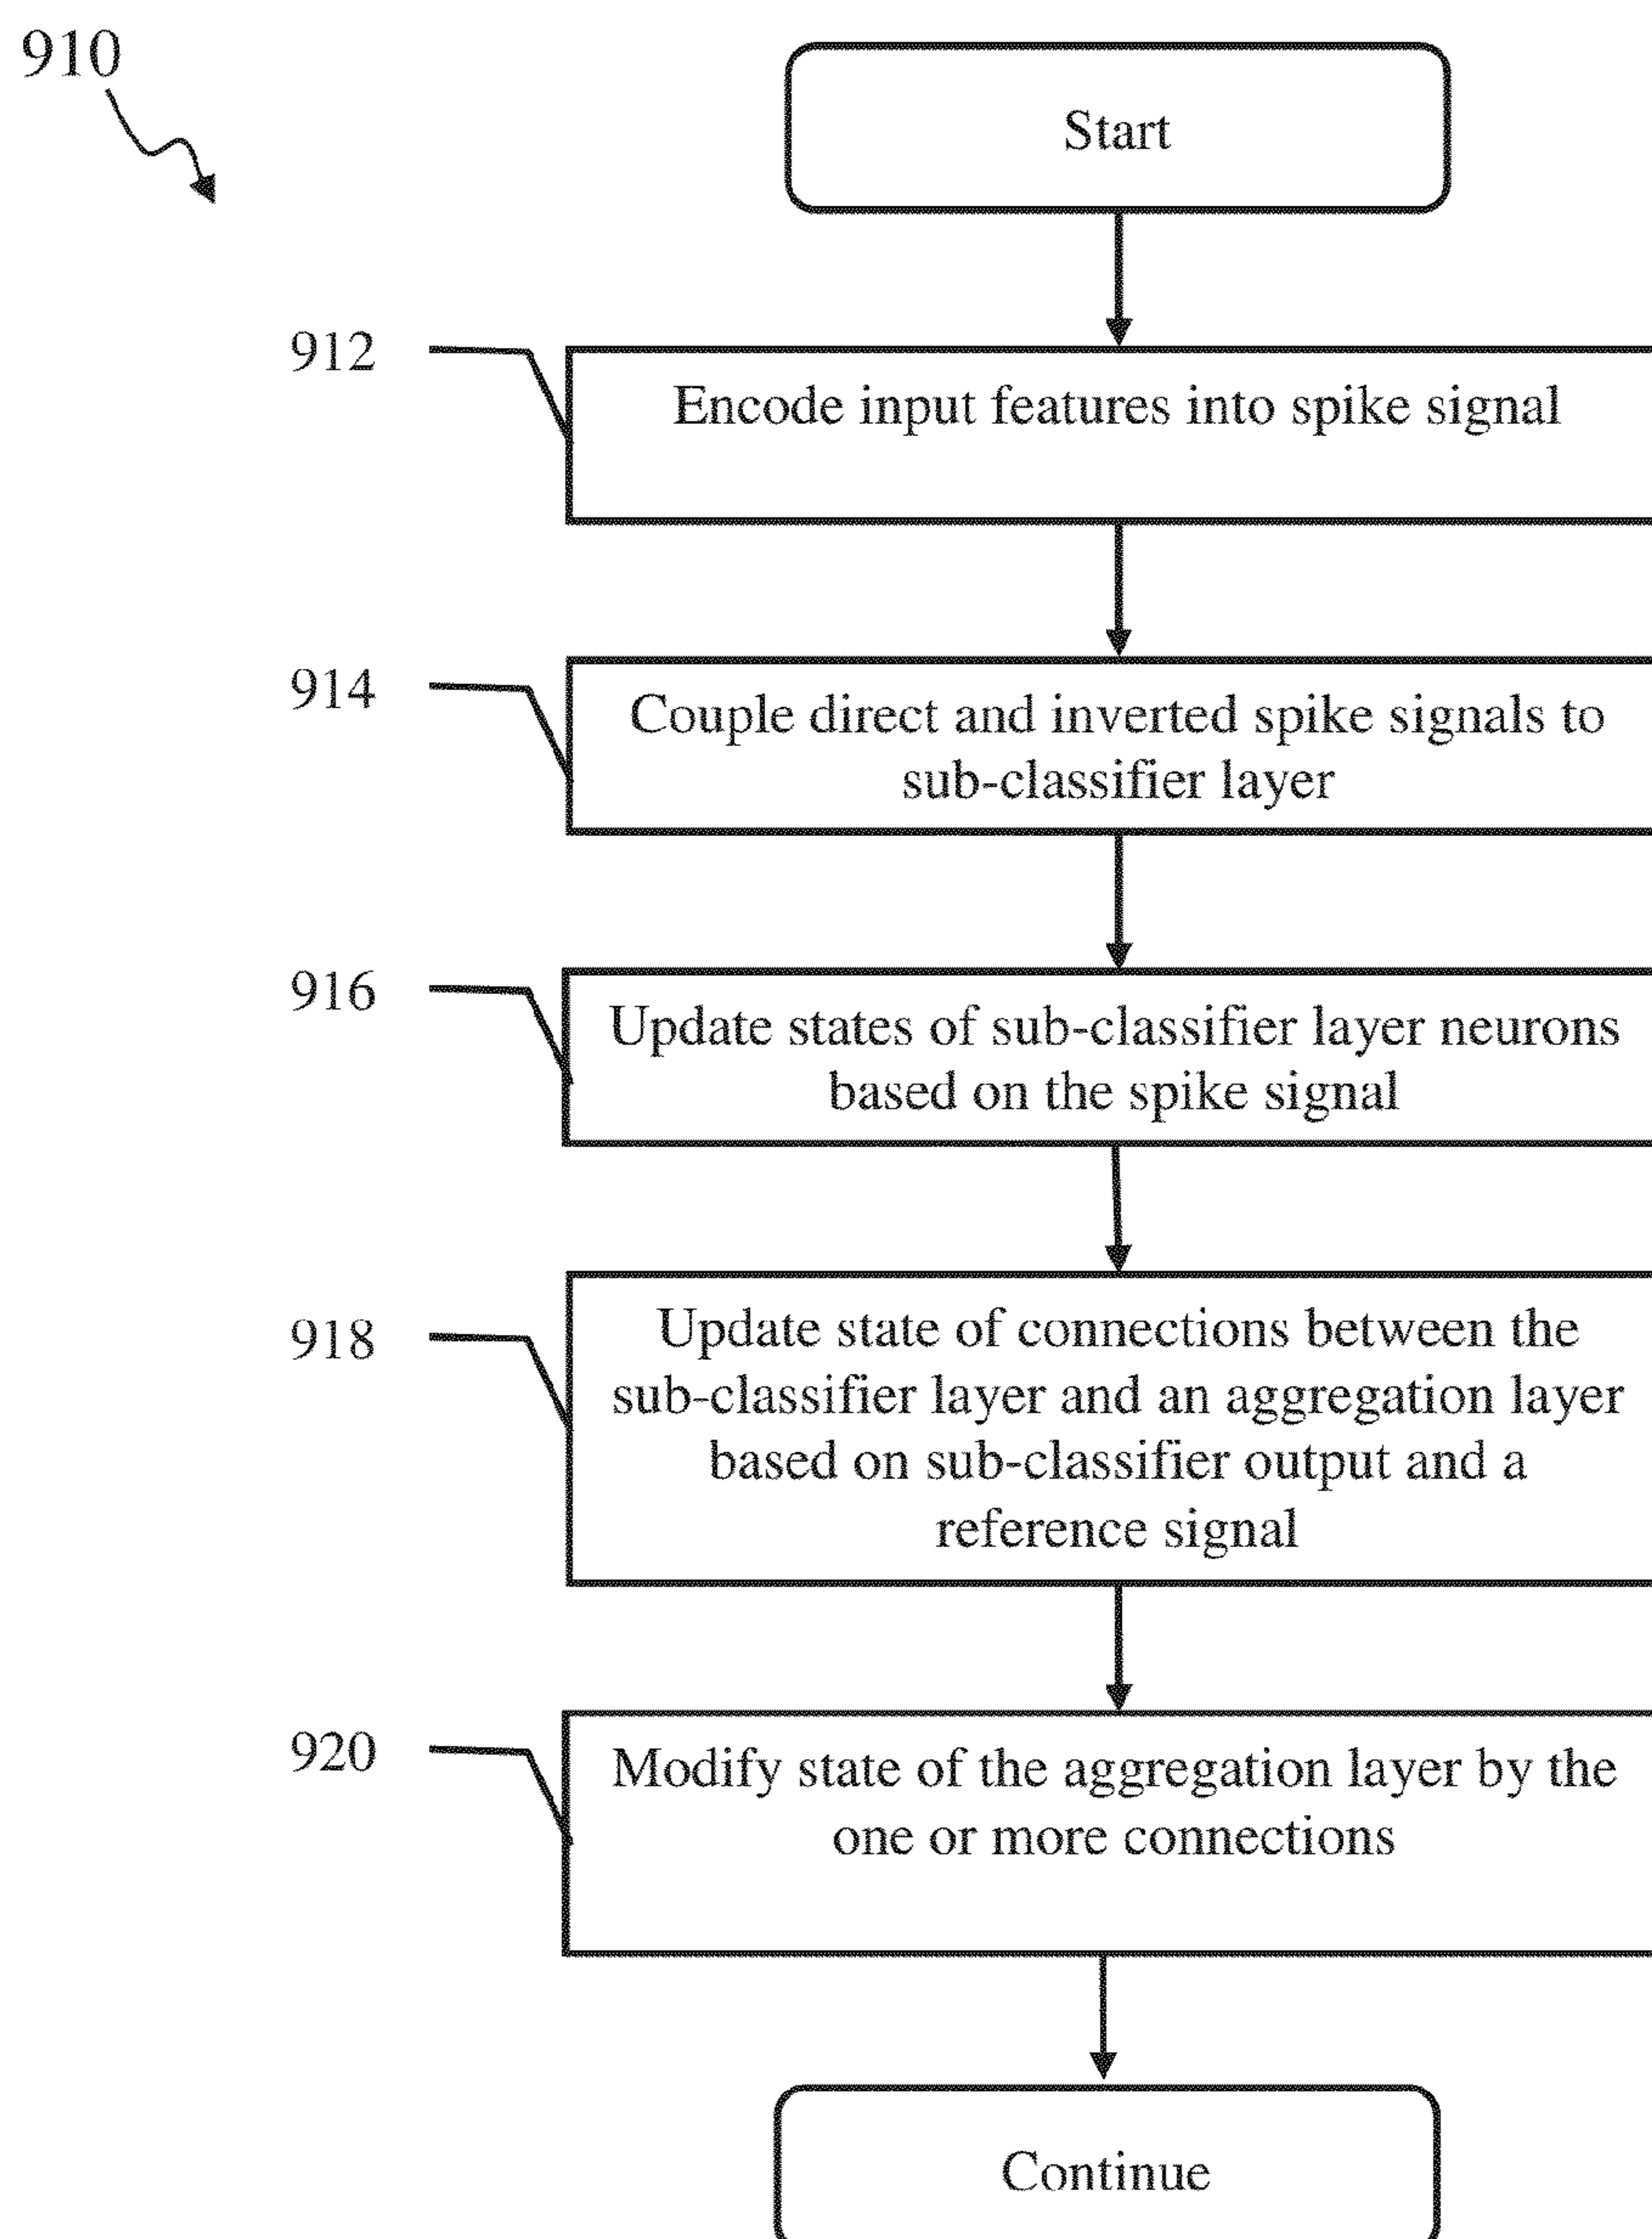 910
Start
912
Encode input features into spike signal
914
Couple direct and inverted spike signals to
sub-classifier layer
916
Update states of sub-classifier layer neurons
based on the spike signal
918
Update state of connections between the
sub-classifier layer and an aggregation layer
based on sub-classifier output and a
reference signal
920
Modify state of the aggregation layer by the
one or more connections
Continue